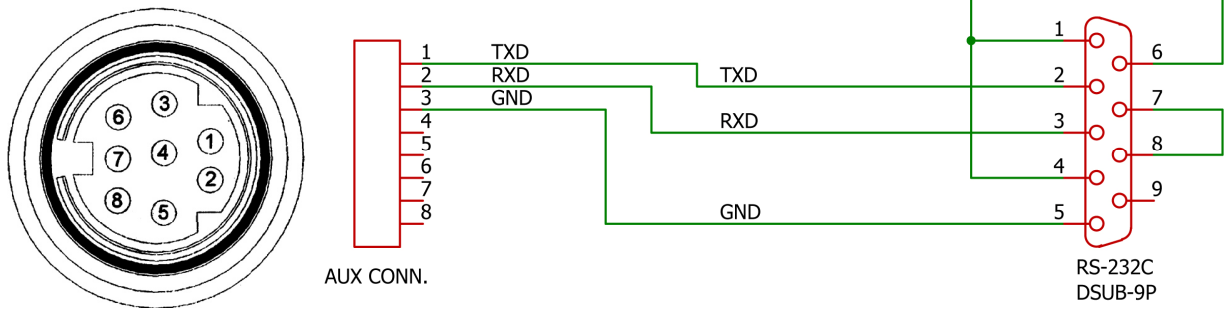 3
6
1
4
7
2
8
5
1 TXD
2 RXD
3 GND
4
5
6
7
8
AUX CONN.
1
6
TXD 2
7
RXD 3
8
4
9
GND 5
RS-232C
DSUB-9P